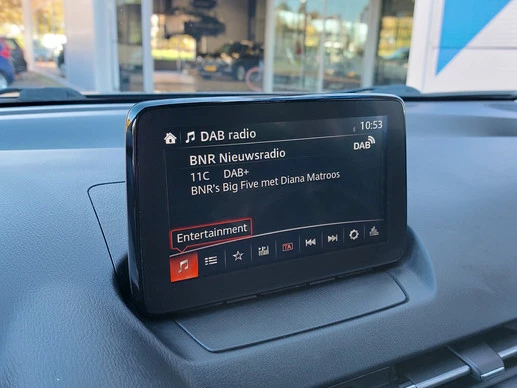 DAB radio
10:53
BNR Nieuwsradio
DAB
11C DAB+
BNR's Big Five met Diana Matroos
Entertainment
TA